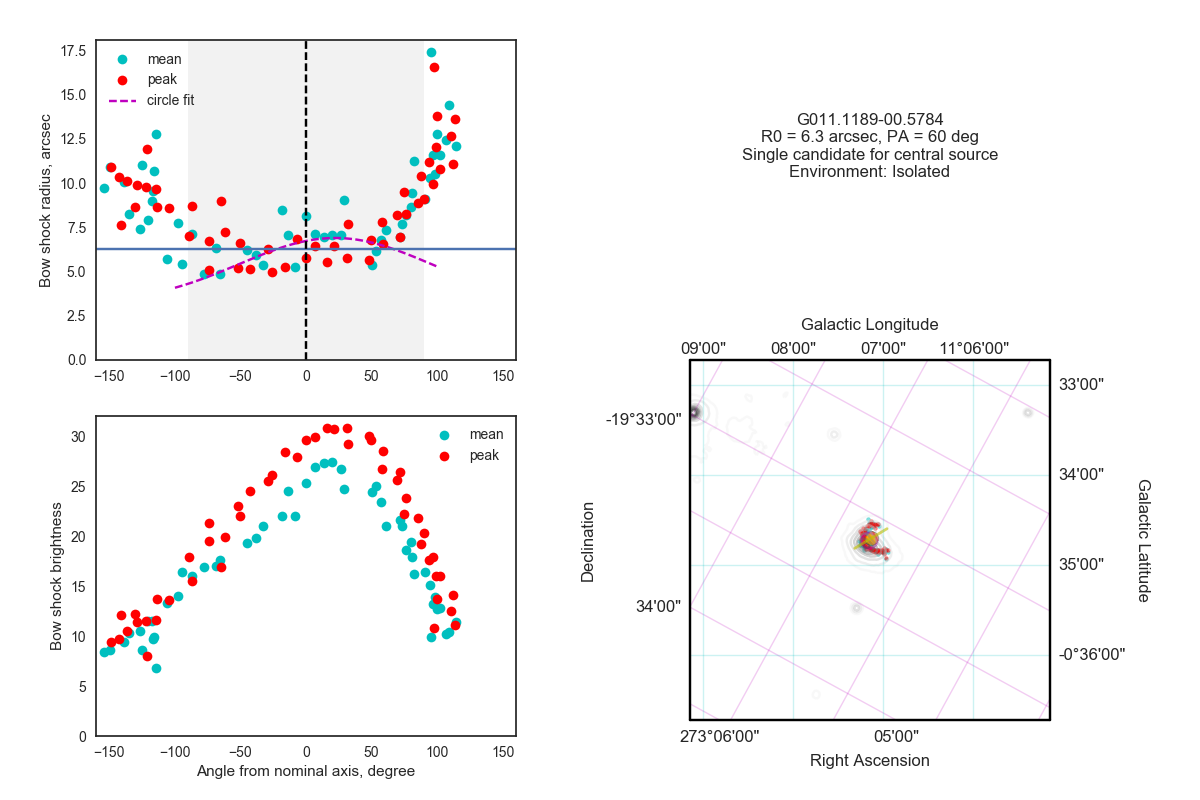 17.5
15.0
12.5
10.0
7.5
5.0
2.5
0.0
Bow shock radius, arcsec
mean
peak
circle fit
−150 −100 −50 0 50 100 150
30
25
20
15
10
5
0
Bow shock brightness
mean
peak
−150 −100 −50 0 50 100 150
Angle from nominal axis, degree
G011.1189-00.5784
R0 = 6.3 arcsec, PA = 60 deg
Single candidate for central source
Environment: Isolated
Galactic Longitude
09'00" 08'00" 07'00" 11°06'00"
-19°33'00"
34'00"
Declination
33'00"
34'00"
35'00"
-0°36'00"
Galactic Latitude
273°06'00" 05'00"
Right Ascension